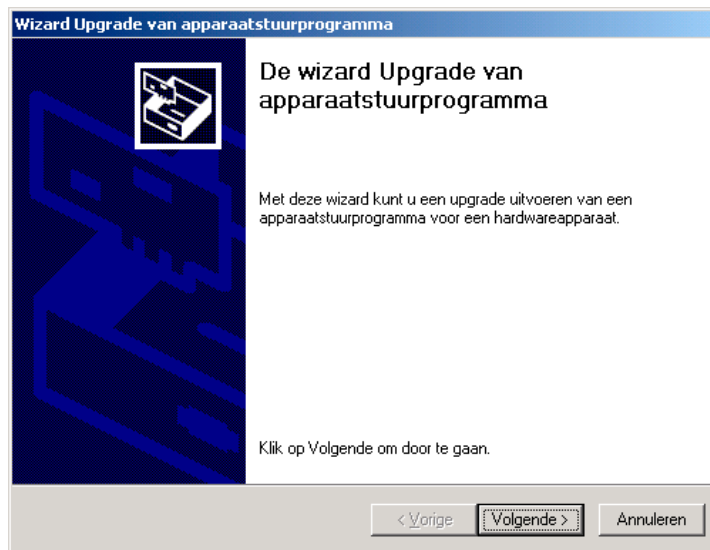 Wizard Upgrade van apparaatstuurprogramma
De wizard Upgrade van
apparaatstuurprogramma
Met deze wizard kunt u een upgrade uitvoeren van een
apparaatstuurprogramma voor een hardwareapparaat.
Klik op Volgende om door te gaan.
< Vorige
Volgende >
Annuleren